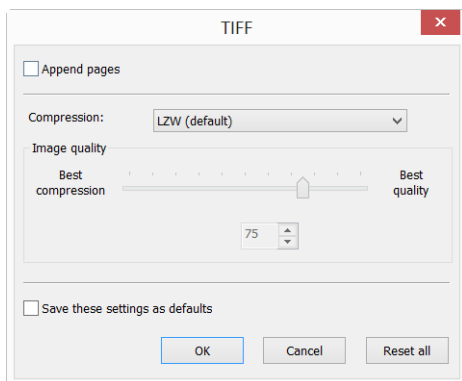 TIFF
Append pages
Compression: LZW (default)
Image quality
Best compression
Best quality
75
Save these settings as defaults
OK Cancel Reset all